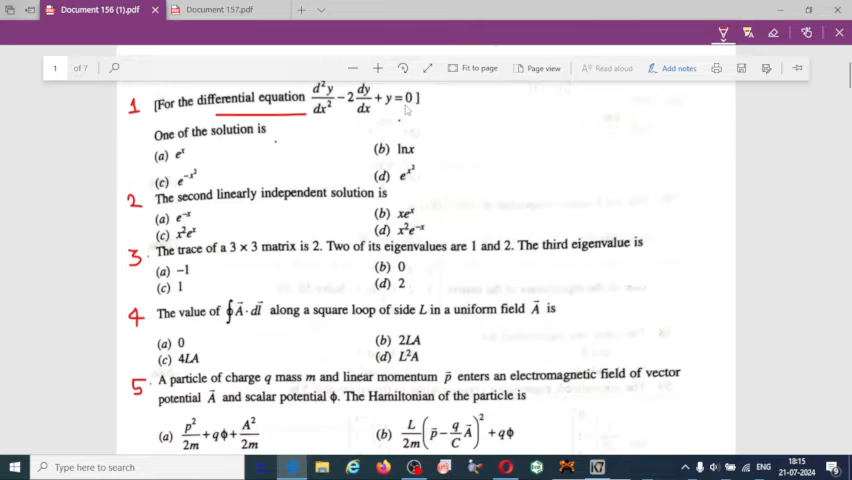 Document 156 (1).pdf
Document 157.pdf
1 of 7
Fit to page
Page view
Read aloud
Add notes
1 [For the differential equation d²y/dx² − 2 dy/dx + y = 0 ]
One of the solution is
(a) eˣ (b) lnx
(c) e^{-x²} (d) e^{x²}
2 The second linearly independent solution is
(a) e^{-x} (b) xeˣ
(c) x²eˣ (d) x²e^{-x}
3. The trace of a 3 × 3 matrix is 2. Two of its eigenvalues are 1 and 2. The third eigenvalue is
(a) −1 (b) 0
(c) 1 (d) 2
4 The value of ∮A⃗ · dl⃗ along a square loop of side L in a uniform field A⃗ is
(a) 0 (b) 2LA
(c) 4LA (d) L²A
5. A particle of charge q mass m and linear momentum p⃗ enters an electromagnetic field of vector
potential A⃗ and scalar potential ϕ. The Hamiltonian of the particle is
(a) p²/2m + qϕ + A²/2m (b) L/2m (p⃗ − q/C A⃗)² + qϕ
Type here to search
ENG
18:15
21-07-2024